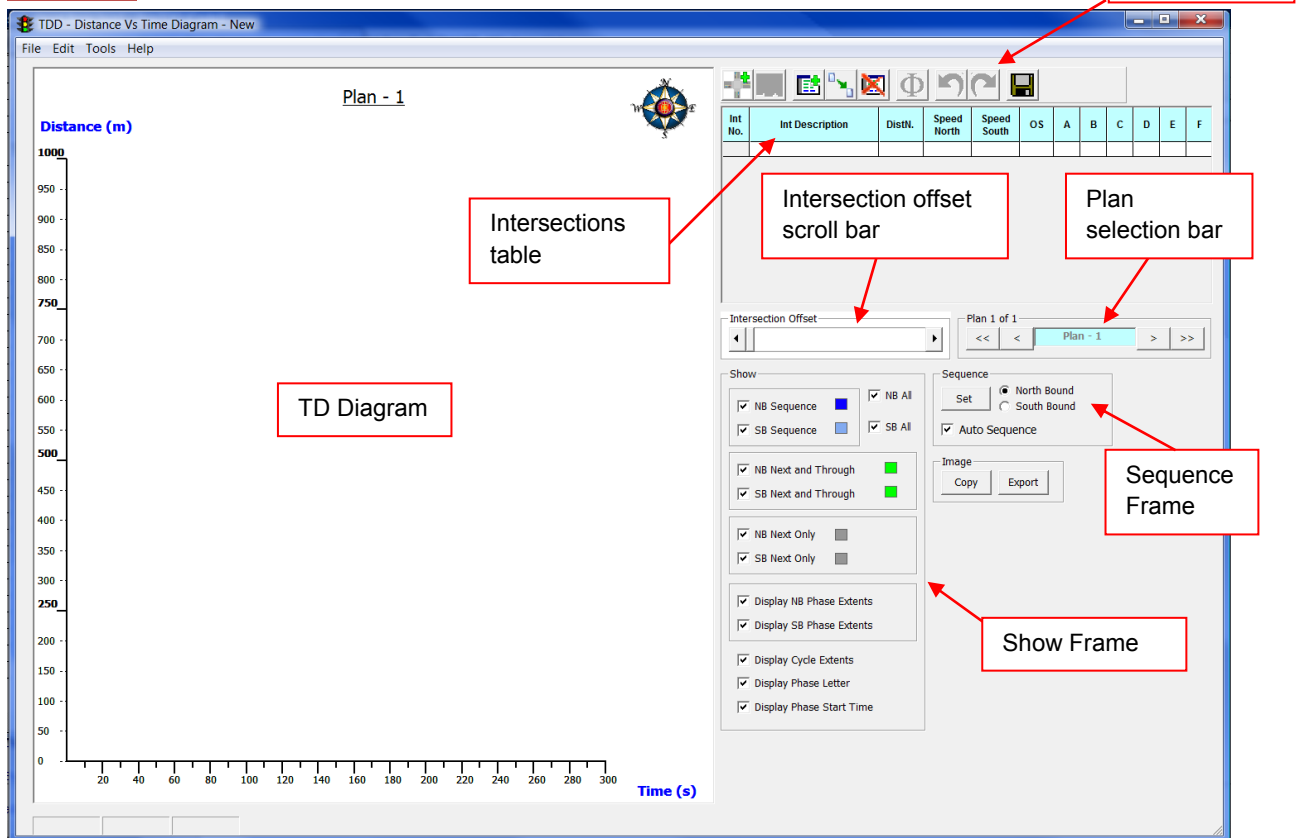 TDD - Distance Vs Time Diagram - New
File Edit Tools Help
Plan - 1
N
W
E
S
Distance (m)
1000
950
900
850
800
750
700
650
600
550
500
450
400
350
300
250
200
150
100
50
0
20 40 60 80 100 120 140 160 180 200 220 240 260 280 300
Time (s)
TD Diagram
Φ
Int No. Int Description DistN. Speed North Speed South OS A B C D E F
Intersections
table
Intersection offset
scroll bar
Plan
selection bar
Intersection Offset
Plan 1 of 1
<< < Plan - 1 > >>
Show
NB Sequence
SB Sequence
NB All
SB All
NB Next and Through
SB Next and Through
NB Next Only
SB Next Only
Display NB Phase Extents
Display SB Phase Extents
Display Cycle Extents
Display Phase Letter
Display Phase Start Time
Sequence
Set
North Bound
South Bound
Auto Sequence
Image
Copy Export
Sequence
Frame
Show Frame